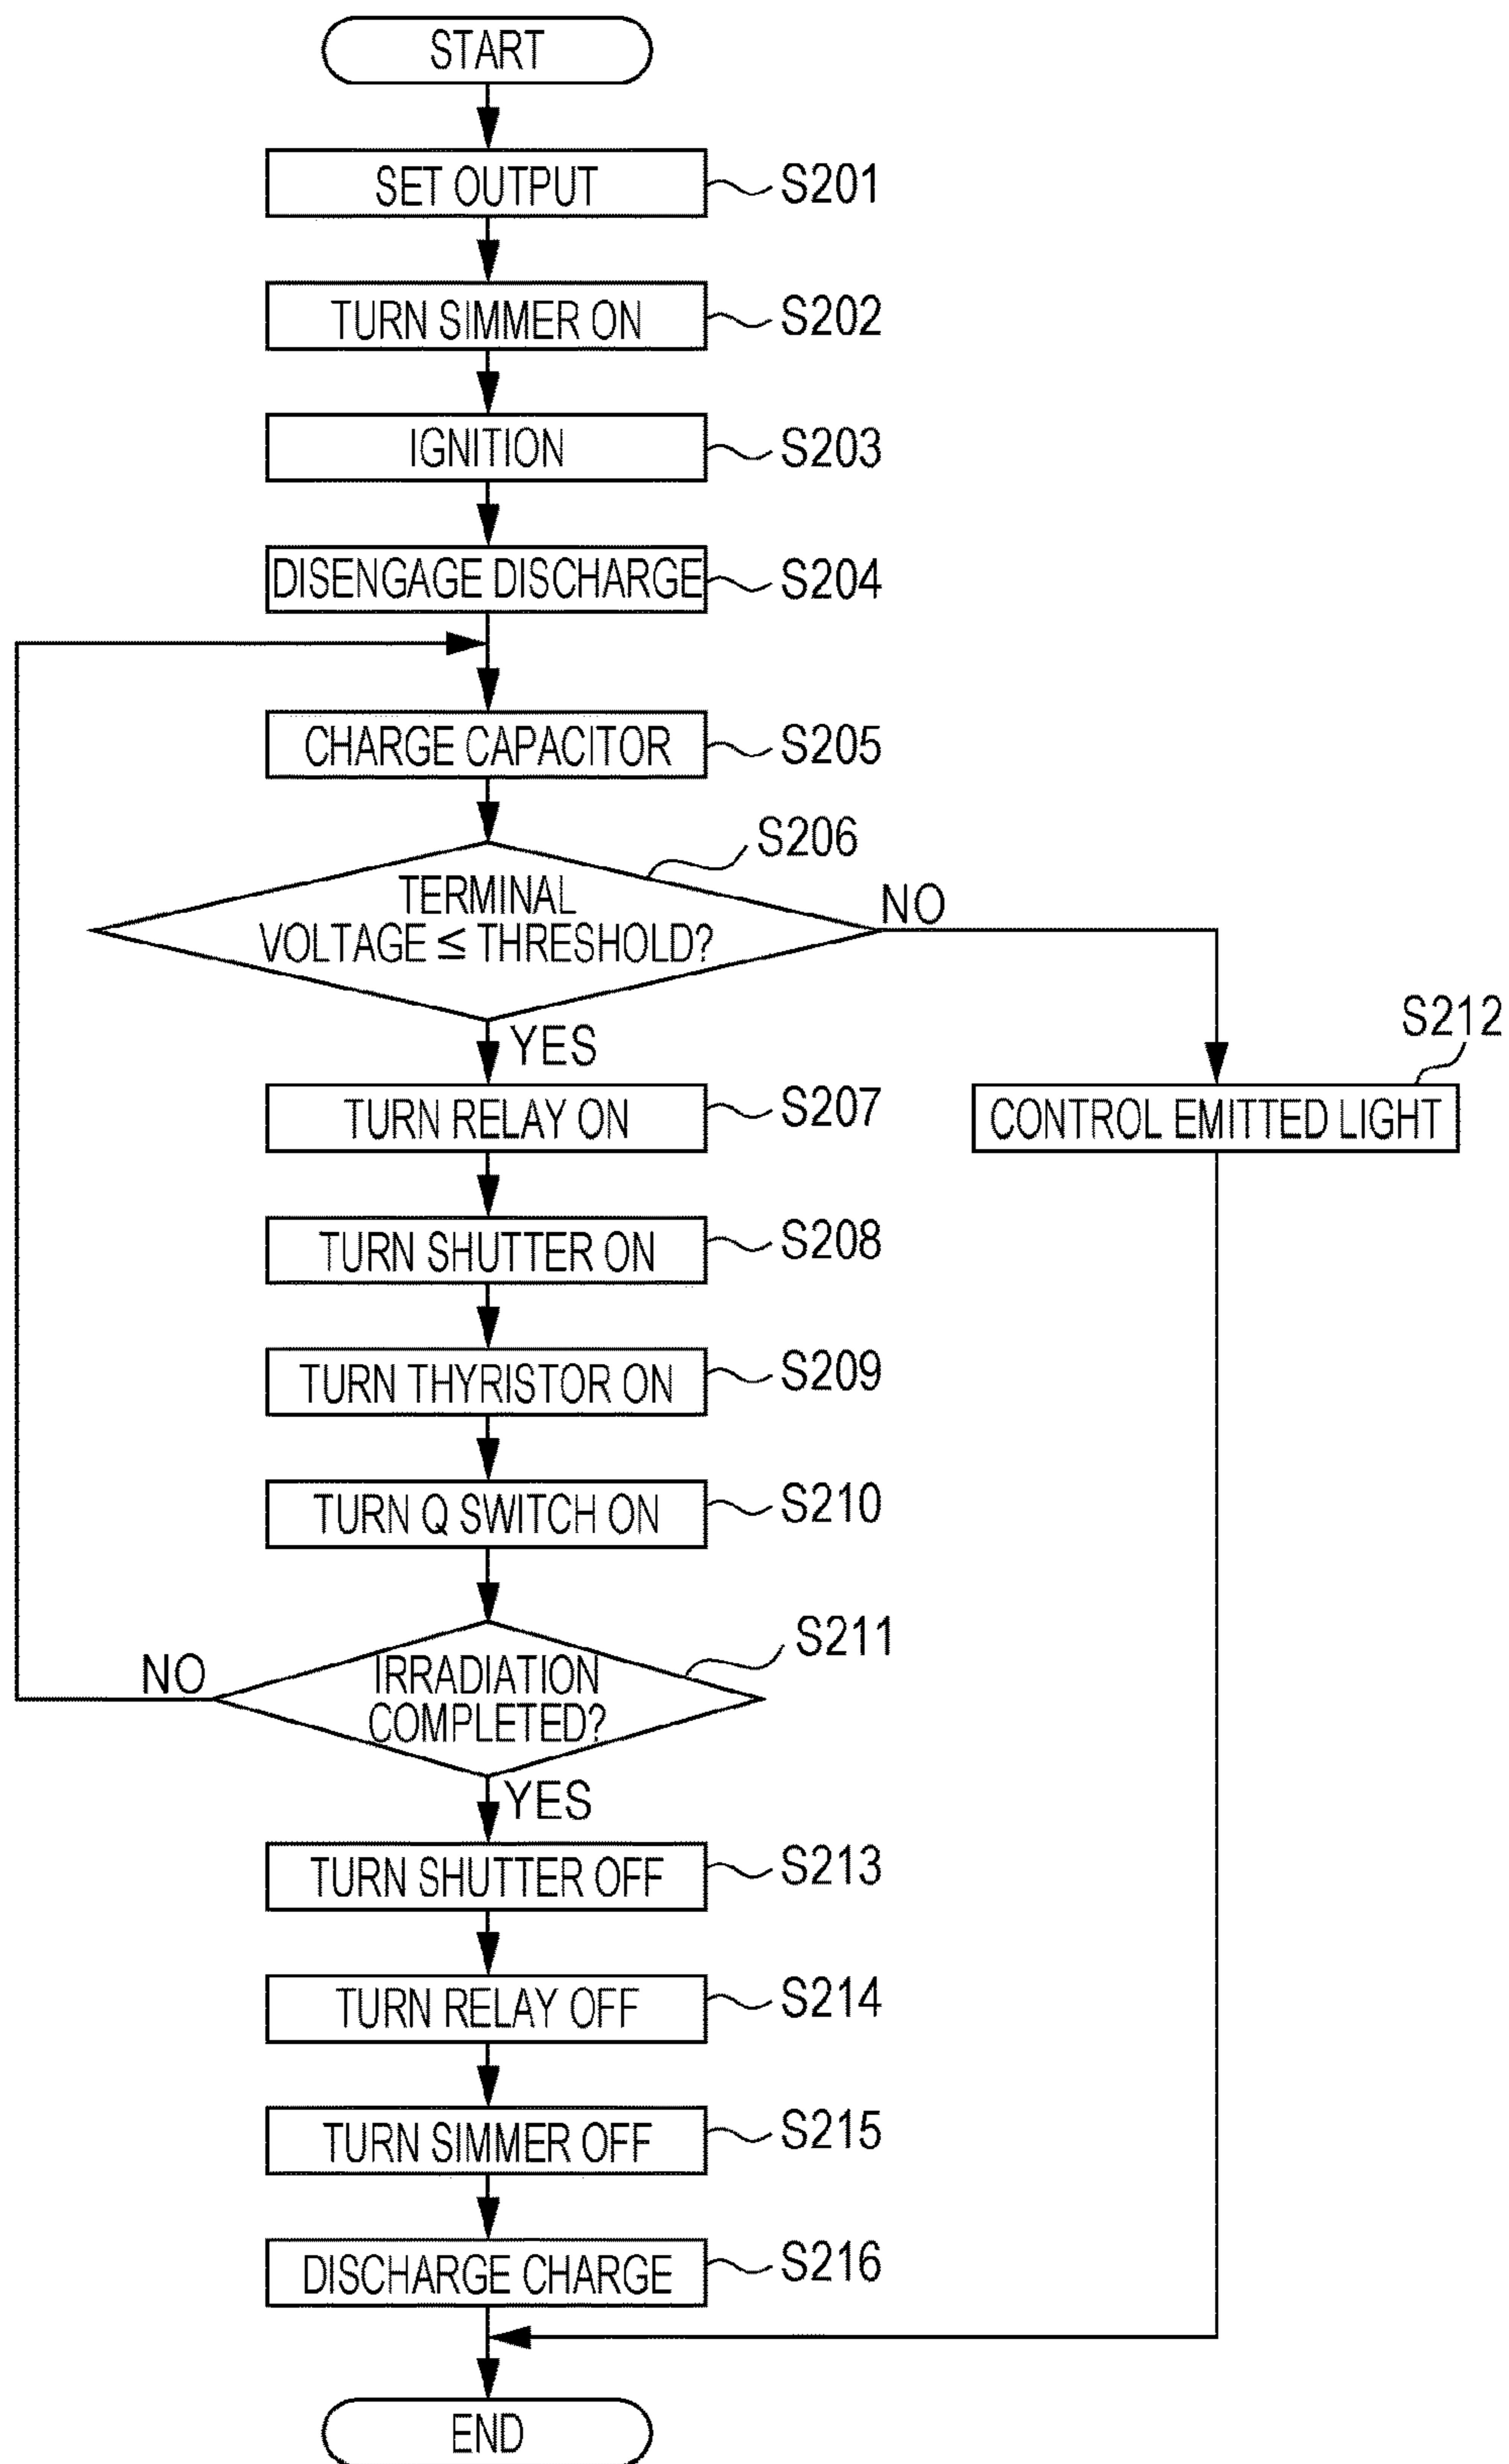 START
SET OUTPUT
S201
TURN SIMMER ON
S202
IGNITION
S203
DISENGAGE DISCHARGE
S204
CHARGE CAPACITOR
S205
S206
TERMINAL
VOLTAGE ≤ THRESHOLD?
NO
YES
S212
TURN RELAY ON
S207
CONTROL EMITTED LIGHT
TURN SHUTTER ON
S208
TURN THYRISTOR ON
S209
TURN Q SWITCH ON
S210
S211
IRRADIATION
COMPLETED?
NO
YES
TURN SHUTTER OFF
S213
TURN RELAY OFF
S214
TURN SIMMER OFF
S215
DISCHARGE CHARGE
S216
END